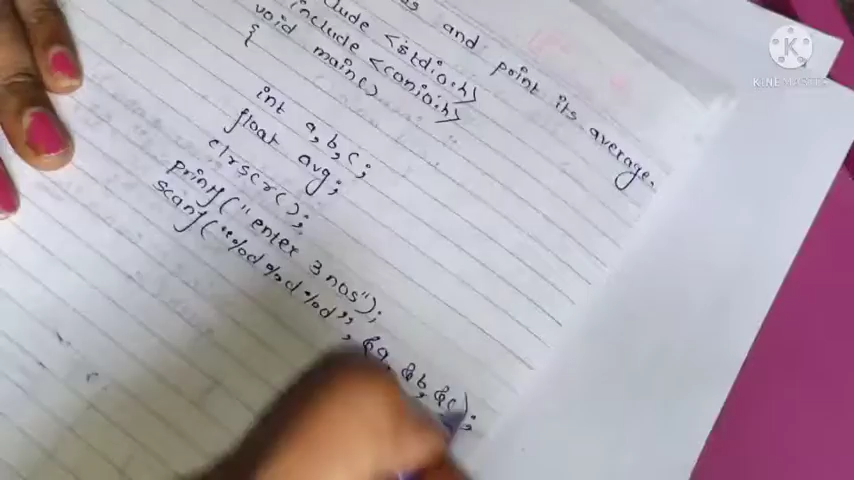 and print its average.
include <stdio.h>
include <conio.h>
void main()
{
int a,b,c;
float avg;
clrscr();
printf("enter 3 nos");
scanf("%d%d%d", &a, &b, &c);
KINEMASTER